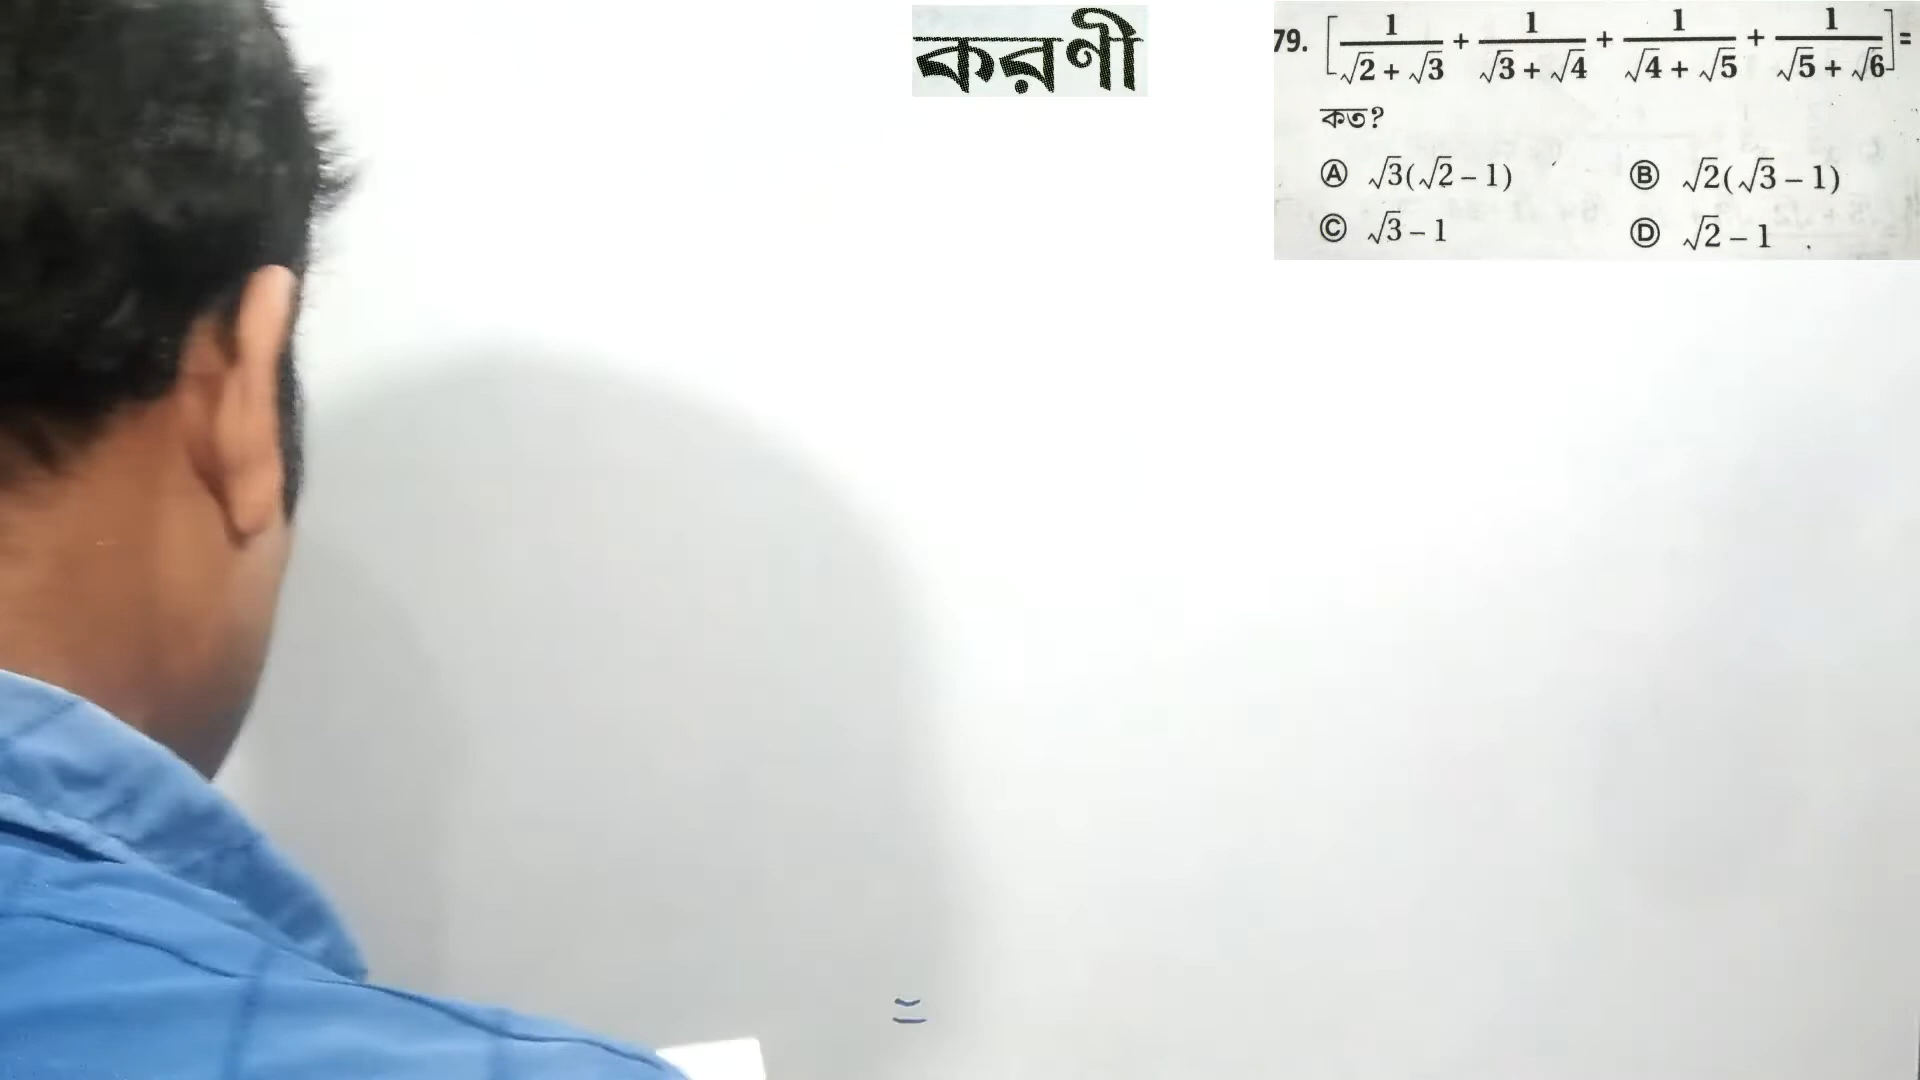 করণী
79. [1/(√2 + √3) + 1/(√3 + √4) + 1/(√4 + √5) + 1/(√5 + √6)] =
কত?
Ⓐ √3(√2 – 1) Ⓑ √2(√3 – 1)
Ⓒ √3 – 1 Ⓓ √2 – 1
=